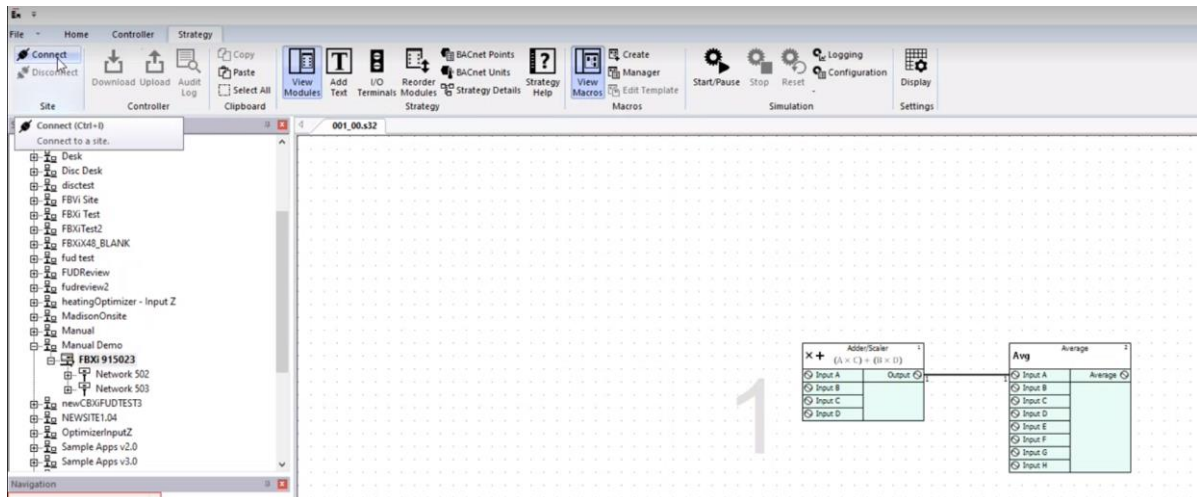 File Home Controller Strategy
Connect
Disconnect
Site
Download Upload Audit Log
Controller
Copy
Paste
Select All
Clipboard
View Modules
Add Text
I/O Terminals
Reorder Modules
BACnet Points
BACnet Units
Strategy Details
Strategy Help
Strategy
View Macros
Create
Manager
Edit Template
Macros
Start/Pause Stop Reset
Logging
Configuration
Simulation
Display
Settings
Connect (Ctrl+I)
Connect to a site.
Desk
Disc Desk
disctest
FBVi Site
FBXi Test
FBXiTest2
FBXiX48_BLANK
fud test
FUDReview
fudreview2
heatingOptimizer - Input Z
MadisonOnsite
Manual
Manual Demo
FBXi 915023
Network 502
Network 503
newCBXiFUDTEST3
NEWSITE1.04
OptimizerInputZ
Sample Apps v2.0
Sample Apps v3.0
Navigation
001_00.s32
1
Adder/Scaler 1
(A × C) + (B × D)
Input A Output
Input B
Input C
Input D
1
1
Average 2
Avg
Input A Average
Input B
Input C
Input D
Input E
Input F
Input G
Input H